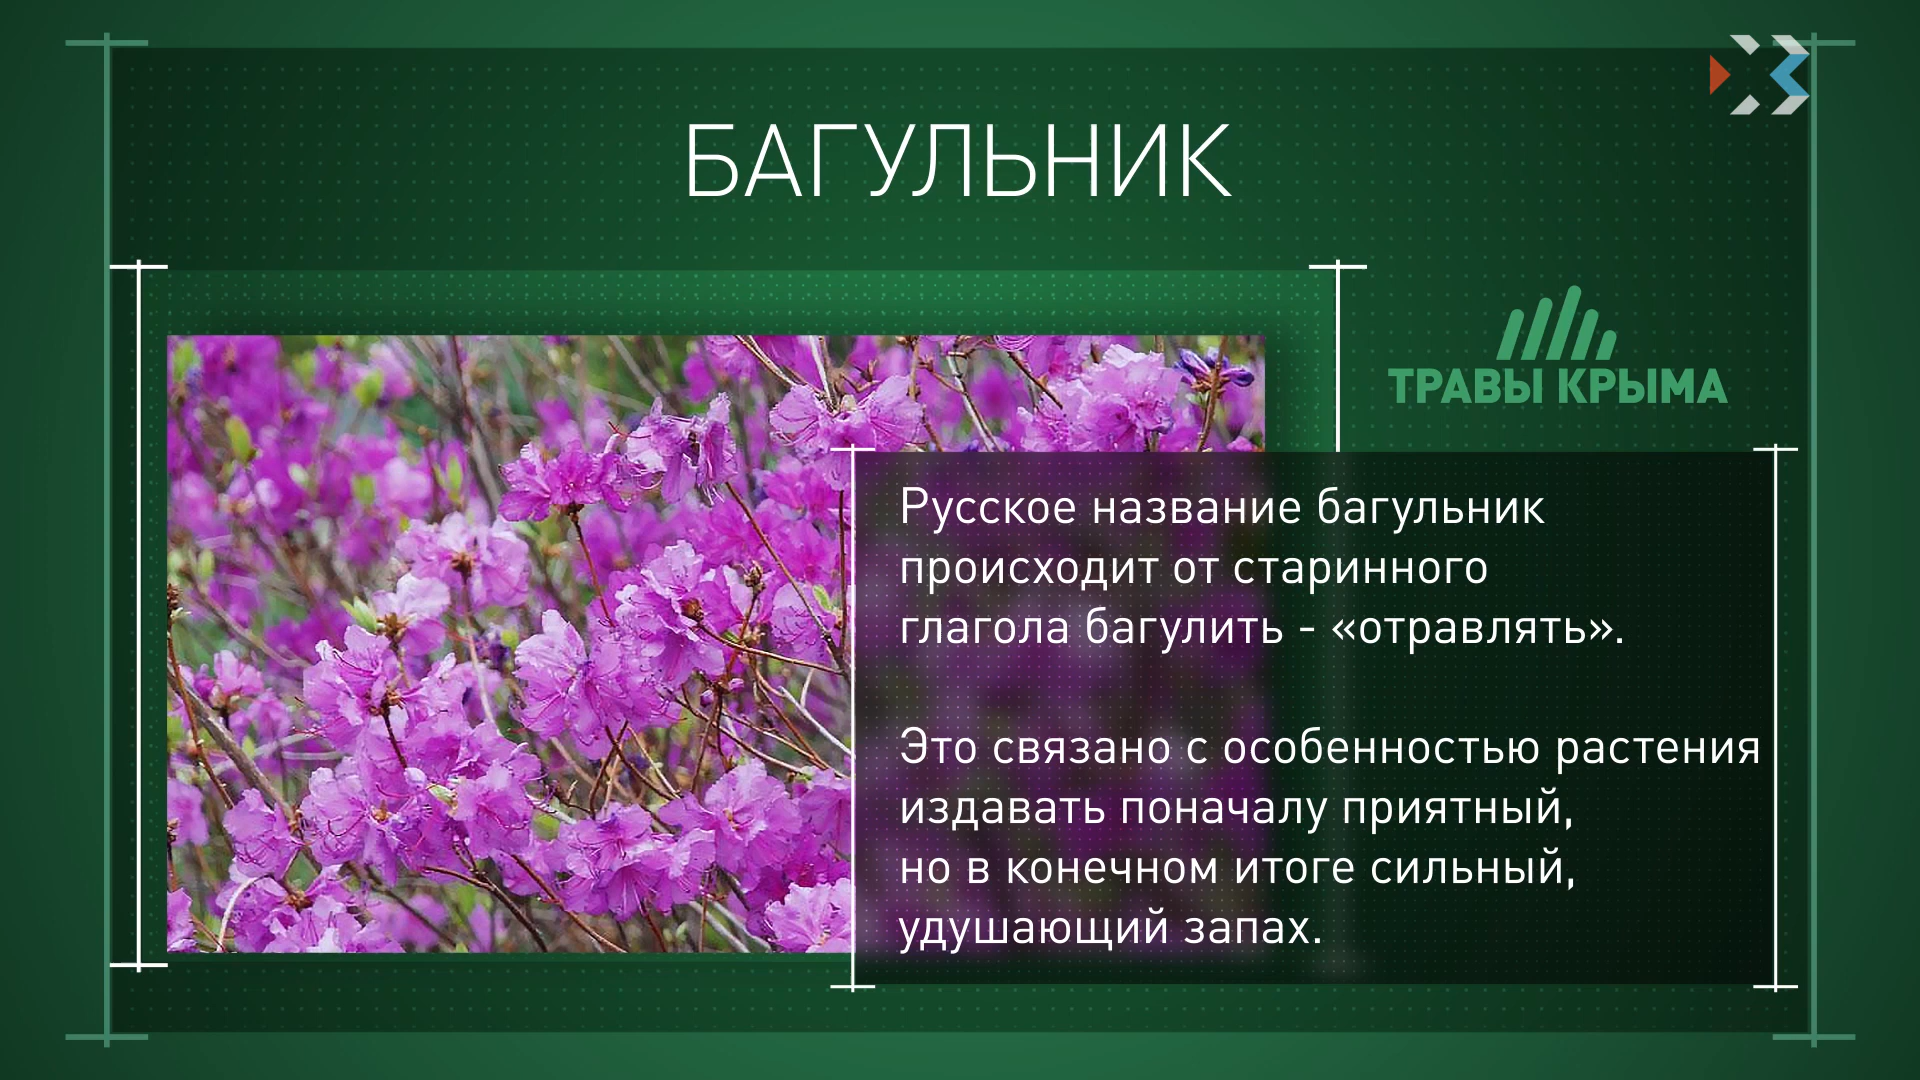 БАГУЛЬНИК
ТРАВЫ КРЫМА
Русское название багульник
происходит от старинного
глагола багулить - «отравлять».
Это связано с особенностью растения
издавать поначалу приятный,
но в конечном итоге сильный,
удушающий запах.